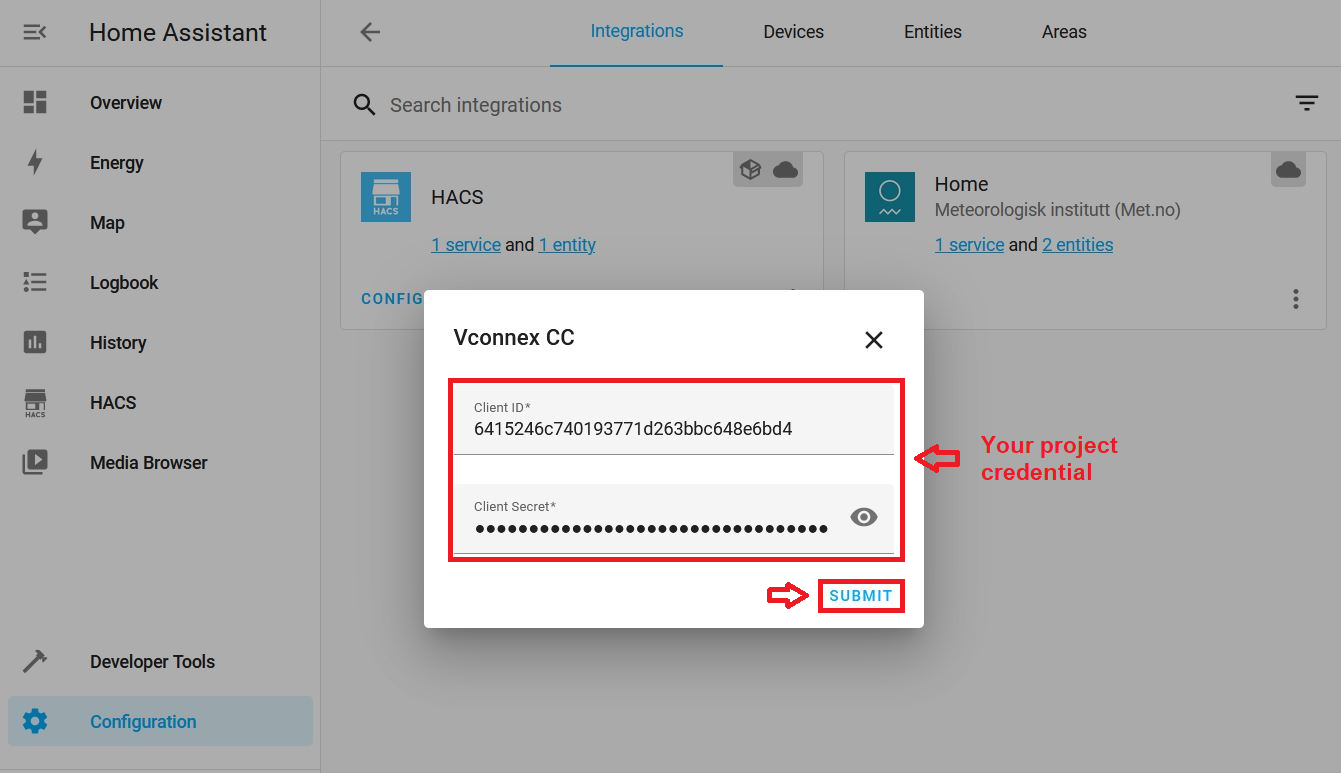 Home Assistant
Integrations
Devices
Entities
Areas
Search integrations
Overview
Energy
Map
Logbook
History
HACS
HACS
Media Browser
Developer Tools
Configuration
HACS
HACS
1 service and 1 entity
CONFIG
Home
Meteorologisk institutt (Met.no)
1 service and 2 entities
Vconnex CC
Client ID*
6415246c740193771d263bbc648e6bd4
Client Secret*
●●●●●●●●●●●●●●●●●●●●●●●●●●●●●●●●
SUBMIT
Your project
credential